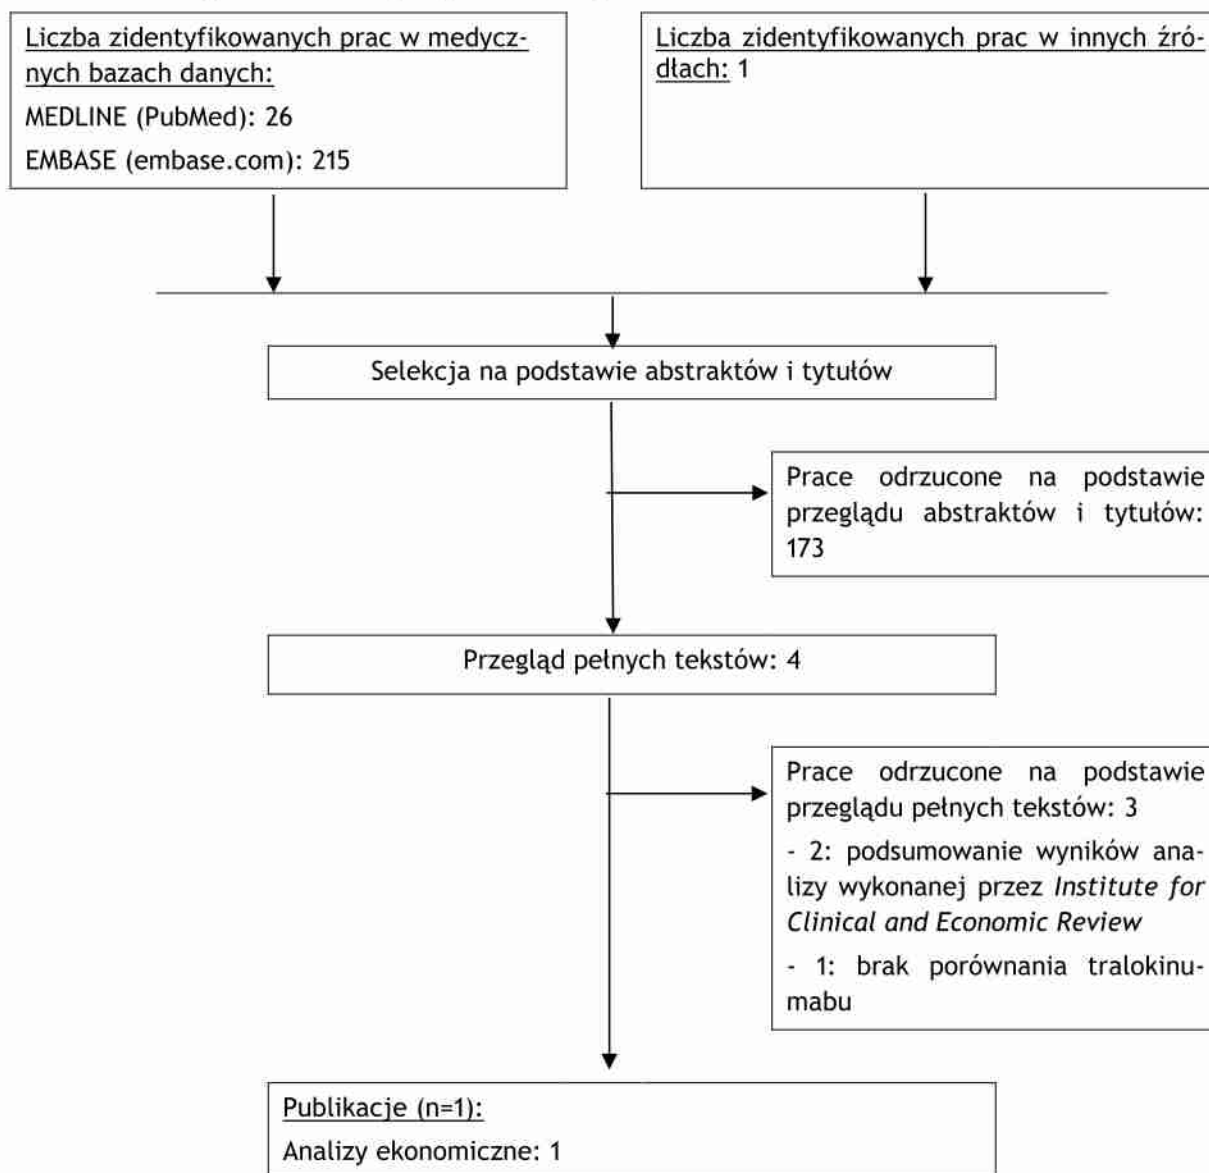 Liczba zidentyfikowanych prac w medycz-
nych bazach danych:
MEDLINE (PubMed): 26
EMBASE (embase.com): 215
Liczba zidentyfikowanych prac w innych źró-
dłach: 1
Selekcja na podstawie abstraktów i tytułów
Prace odrzucone na podstawie
przeglądu abstraktów i tytułów:
173
Przegląd pełnych tekstów: 4
Prace odrzucone na podstawie
przeglądu pełnych tekstów: 3
- 2: podsumowanie wyników ana-
lizy wykonanej przez Institute for
Clinical and Economic Review
- 1: brak porównania tralokinu-
mabu
Publikacje (n=1):
Analizy ekonomiczne: 1